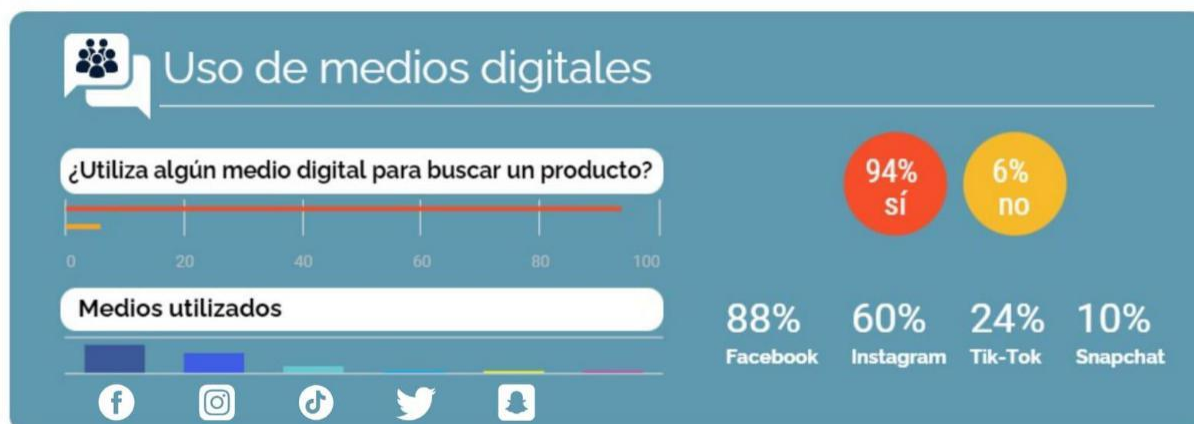 Uso de medios digitales
¿Utiliza algún medio digital para buscar un producto?
94%
sí
6%
no
0 20 40 60 80 100
Medios utilizados
88% 60% 24% 10%
Facebook Instagram Tik-Tok Snapchat